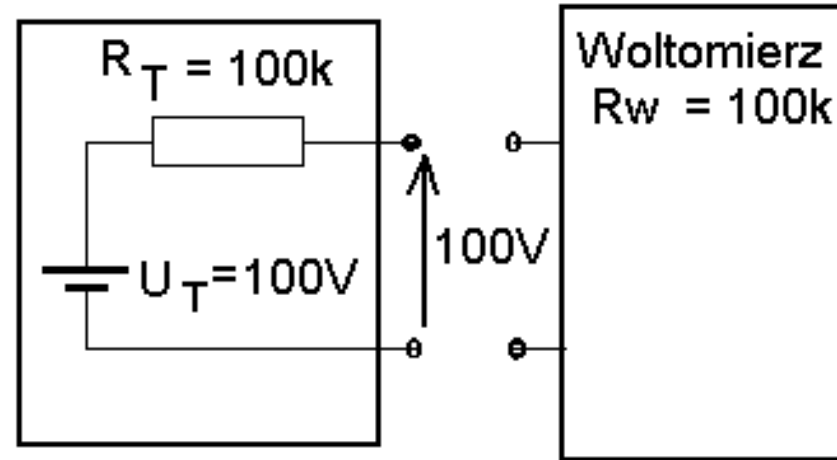 R T = 100k
U T =100V
100V
Woltomierz
Rw = 100k